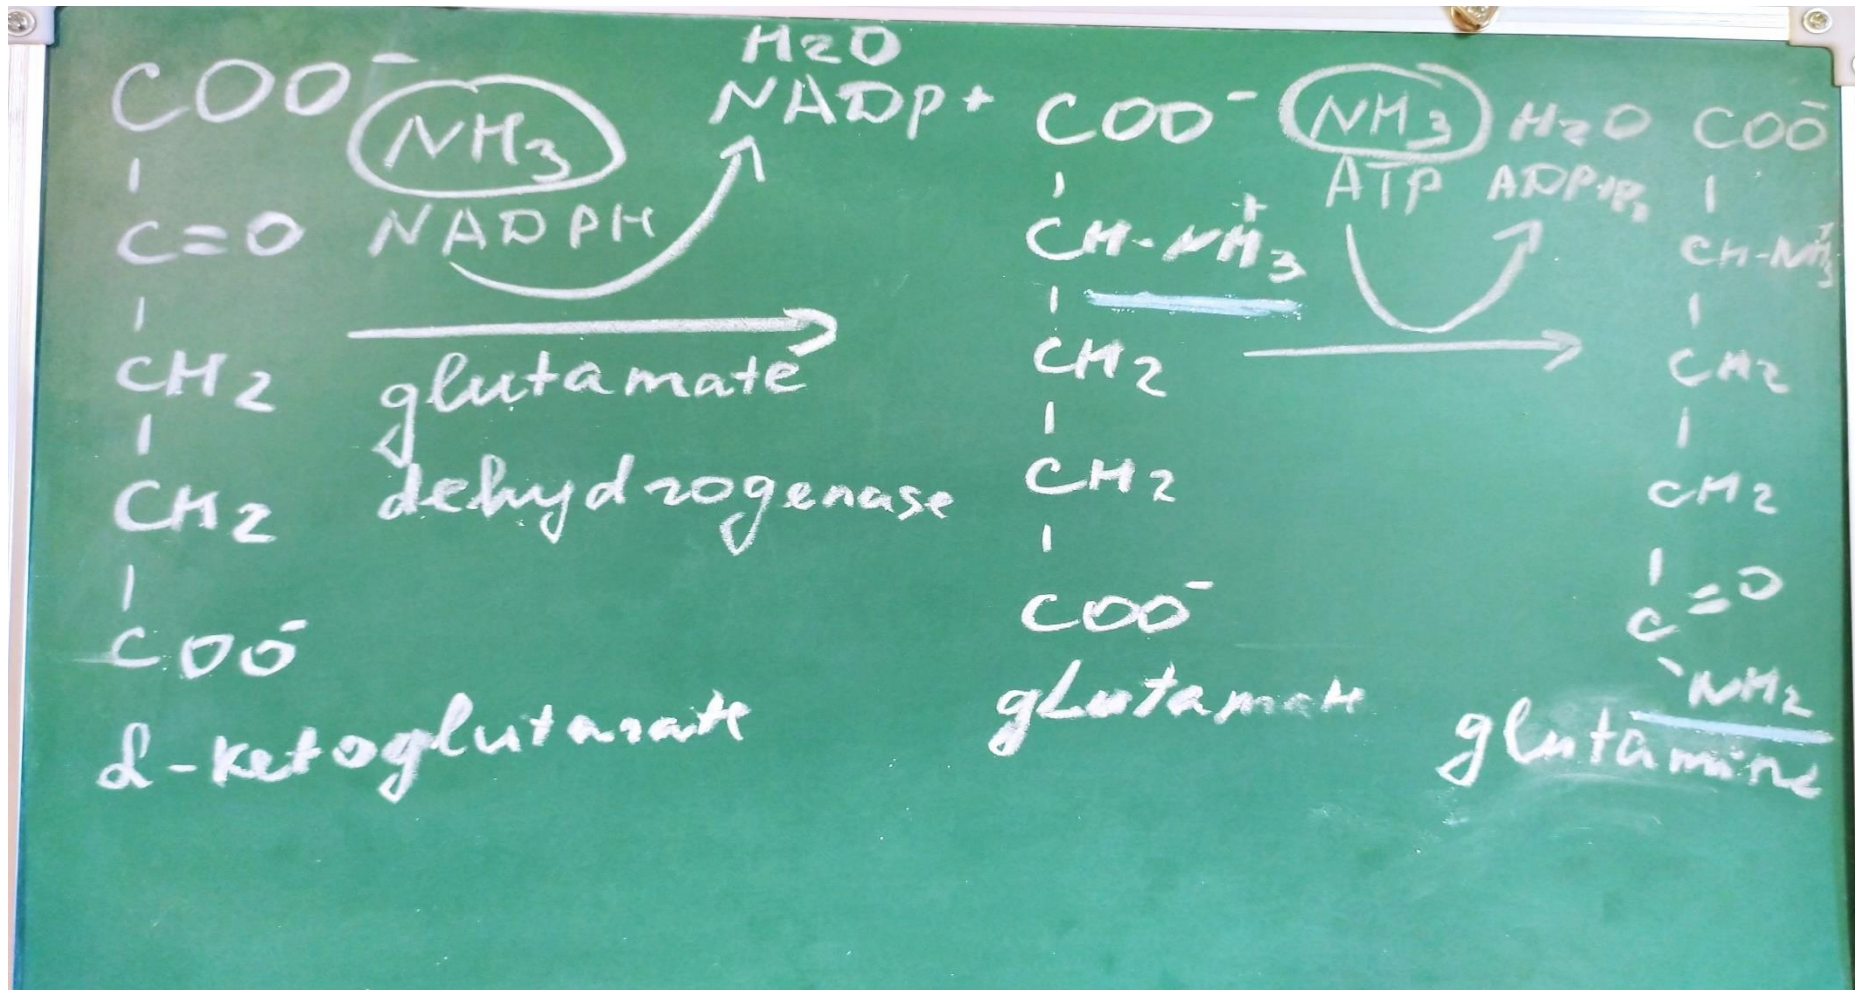 COO⁻
C=O
CH2
CH2
COO⁻
α-ketoglutarate
NH3
NADPH
H2O
NADP+
glutamate
dehydrogenase
COO⁻
CH-NH3+
CH2
CH2
COO⁻
glutamate
NH3
ATP
H2O
ADP+Pi
COO⁻
CH-NH3+
CH2
CH2
C=O
NH2
glutamine